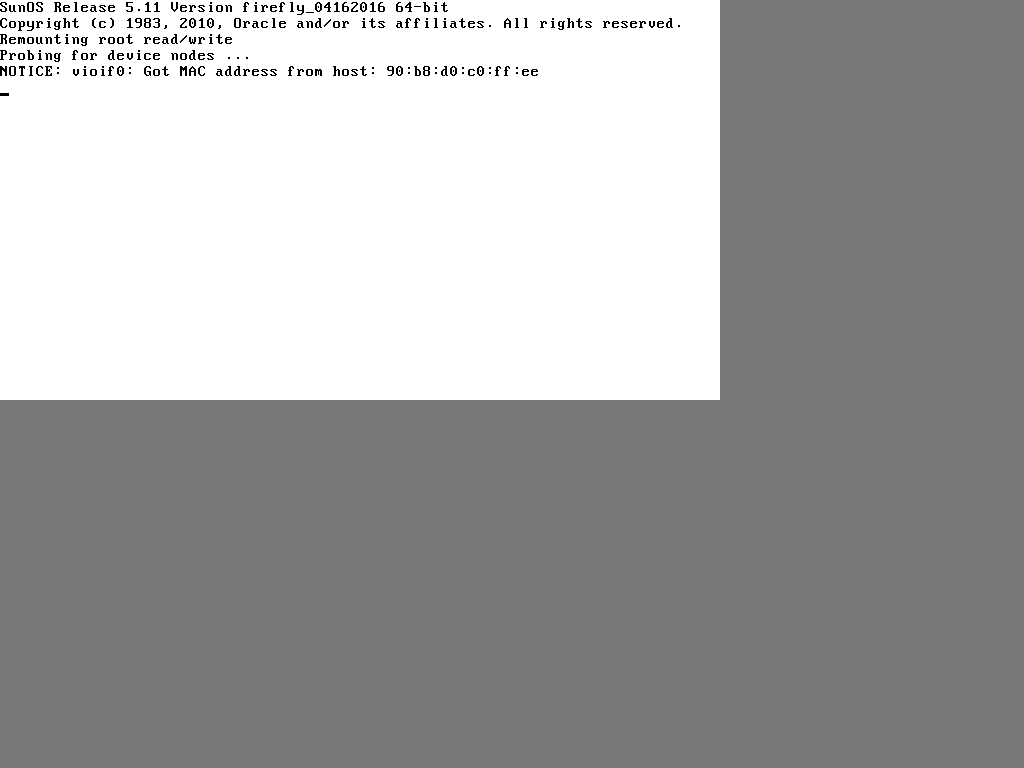 SunOS Release 5.11 Version firefly_04162016 64-bit
Copyright (c) 1983, 2010, Oracle and/or its affiliates. All rights reserved.
Remounting root read/write
Probing for device nodes ...
NOTICE: vioif0: Got MAC address from host: 90:b8:d0:c0:ff:ee